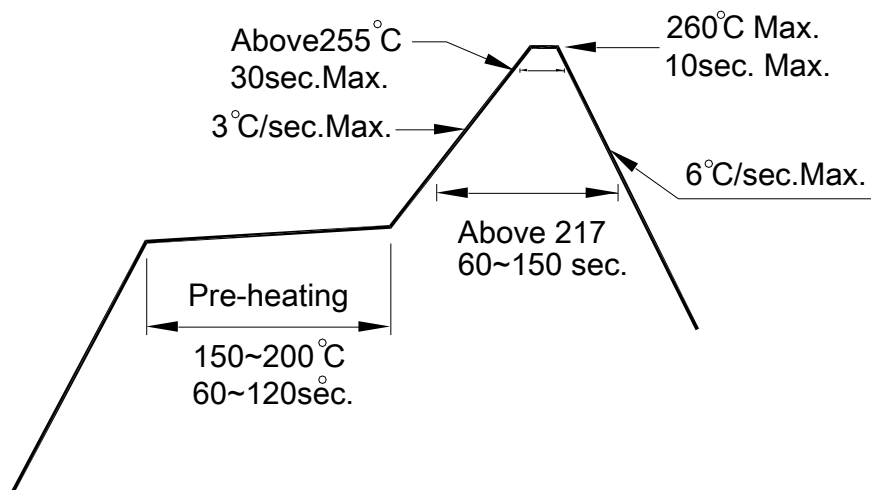 Above255°C
30sec.Max.
3°C/sec.Max.
260°C Max.
10sec. Max.
6°C/sec.Max.
Above 217
60~150 sec.
Pre-heating
150~200°C
60~120sec.